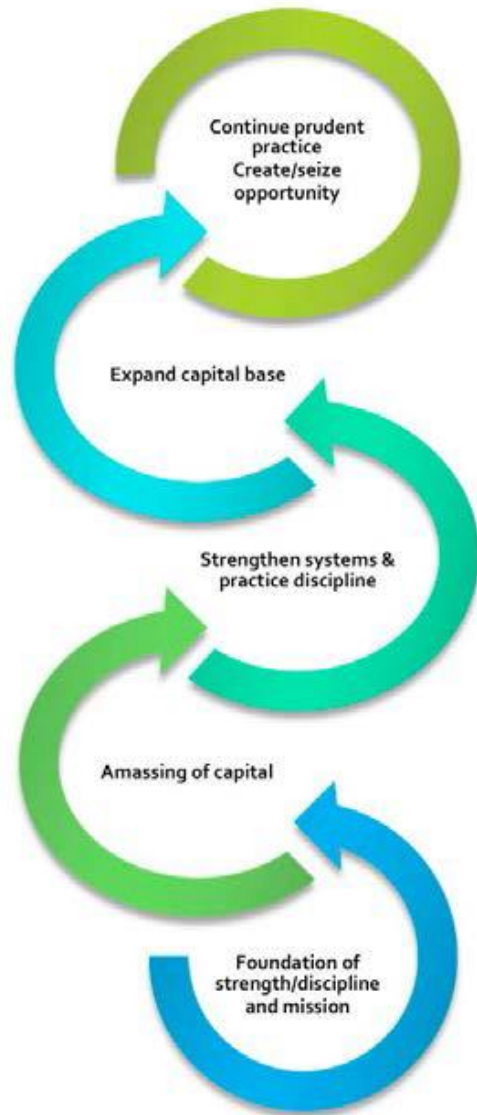 Continue prudent
practice
Create/seize
opportunity
Expand capital base
Strengthen systems &
practice discipline
Amassing of capital
Foundation of
strength/discipline
and mission